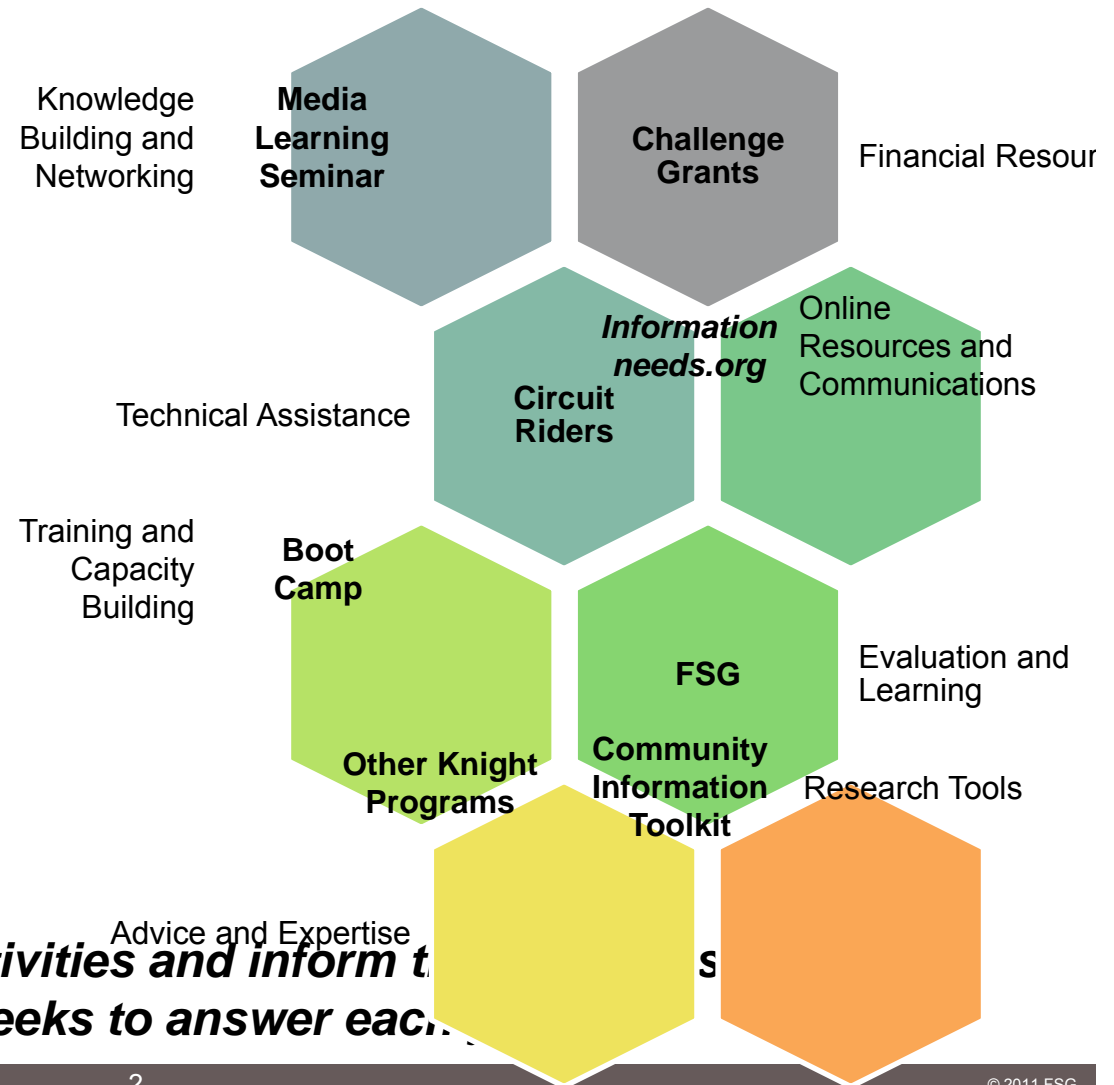 Knowledge
Building and
Networking
Media
Learning
Seminar
Challenge
Grants
Financial Resour
Information
needs.org
Online
Resources and
Communications
Technical Assistance
Circuit
Riders
Training and
Capacity
Building
Boot
Camp
FSG
Evaluation and
Learning
Other Knight
Programs
Community
Information
Toolkit
Research Tools
Advice and Expertise
tivities and inform t s
eeks to answer each
2
© 2011 FSG